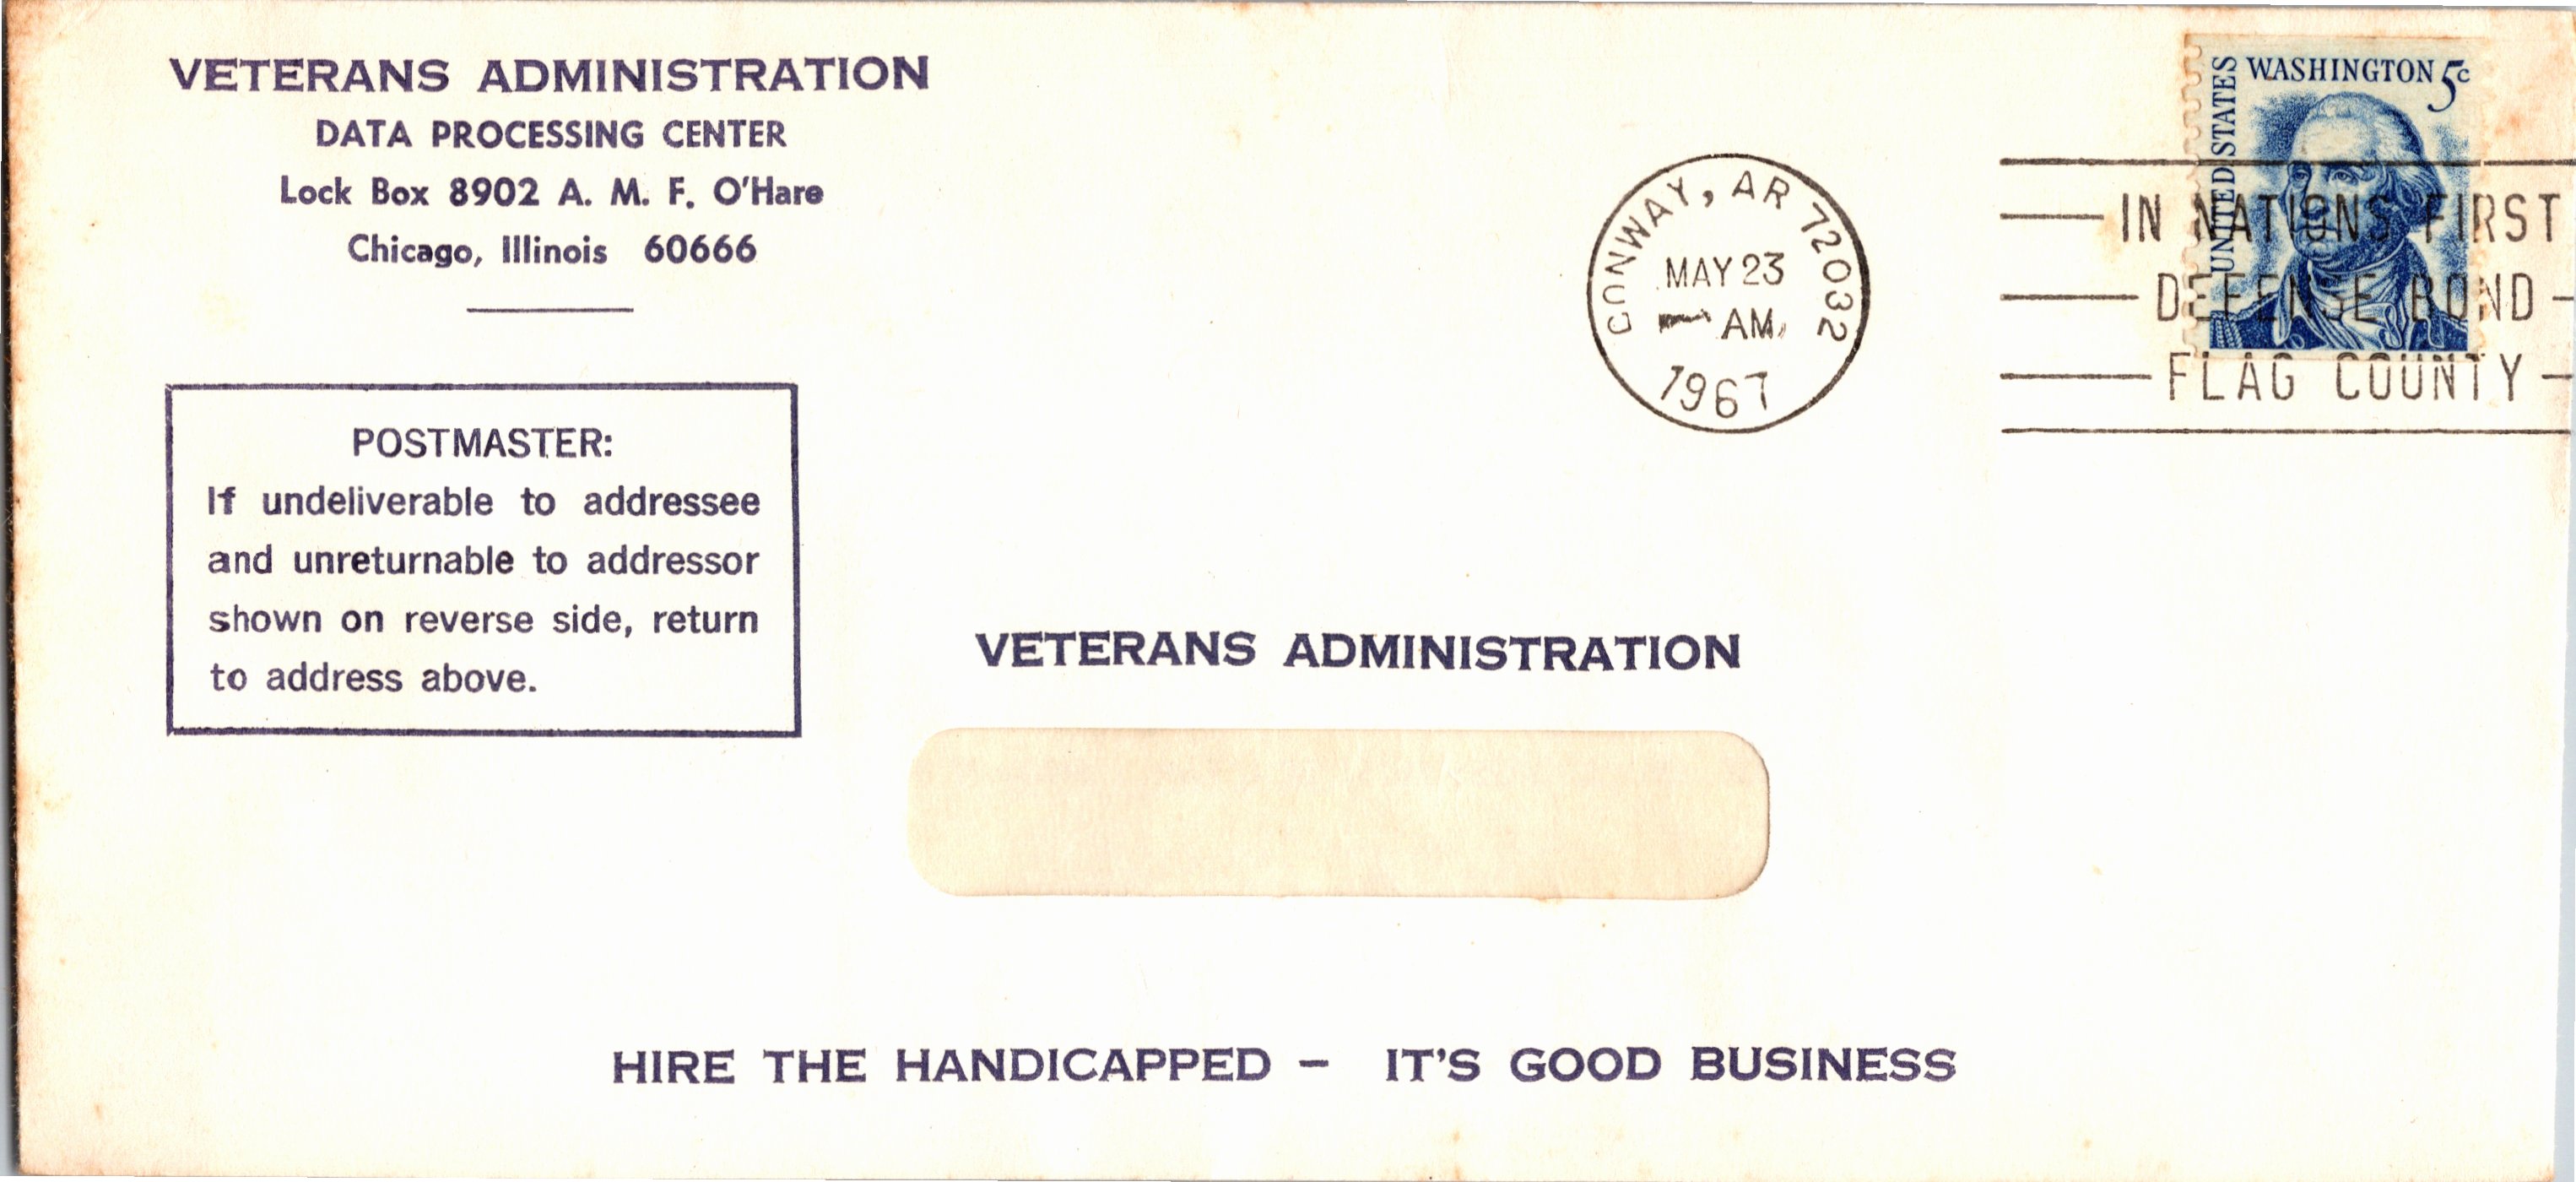 VETERANS ADMINISTRATION
DATA PROCESSING CENTER
Lock Box 8902 A. M. F. O'Hare
Chicago, Illinois 60666
POSTMASTER:
If undeliverable to addressee
and unreturnable to addressor
shown on reverse side, return
to address above.
CONWAY, AR 72032
MAY 23
AM
1967
UNITED STATES
WASHINGTON 5c
IN NATIONS FIRST
DEFENSE BOND
FLAG COUNTY
VETERANS ADMINISTRATION
HIRE THE HANDICAPPED – IT'S GOOD BUSINESS